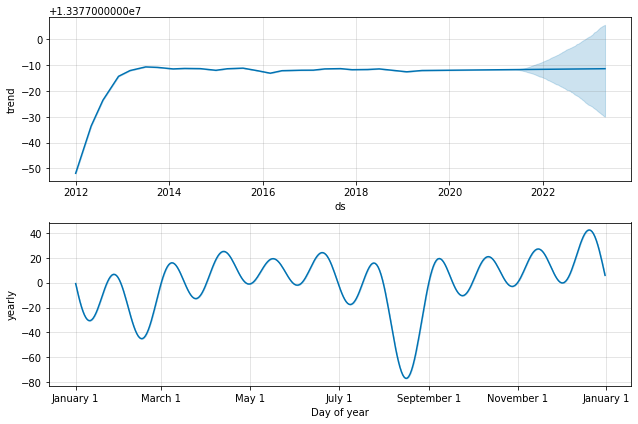 +1.3377000000e7
0
−10
−20
−30
−40
−50
trend
2012 2014 2016 2018 2020 2022
ds
40
20
0
−20
−40
−60
−80
yearly
January 1 March 1 May 1 July 1 September 1 November 1 January 1
Day of year